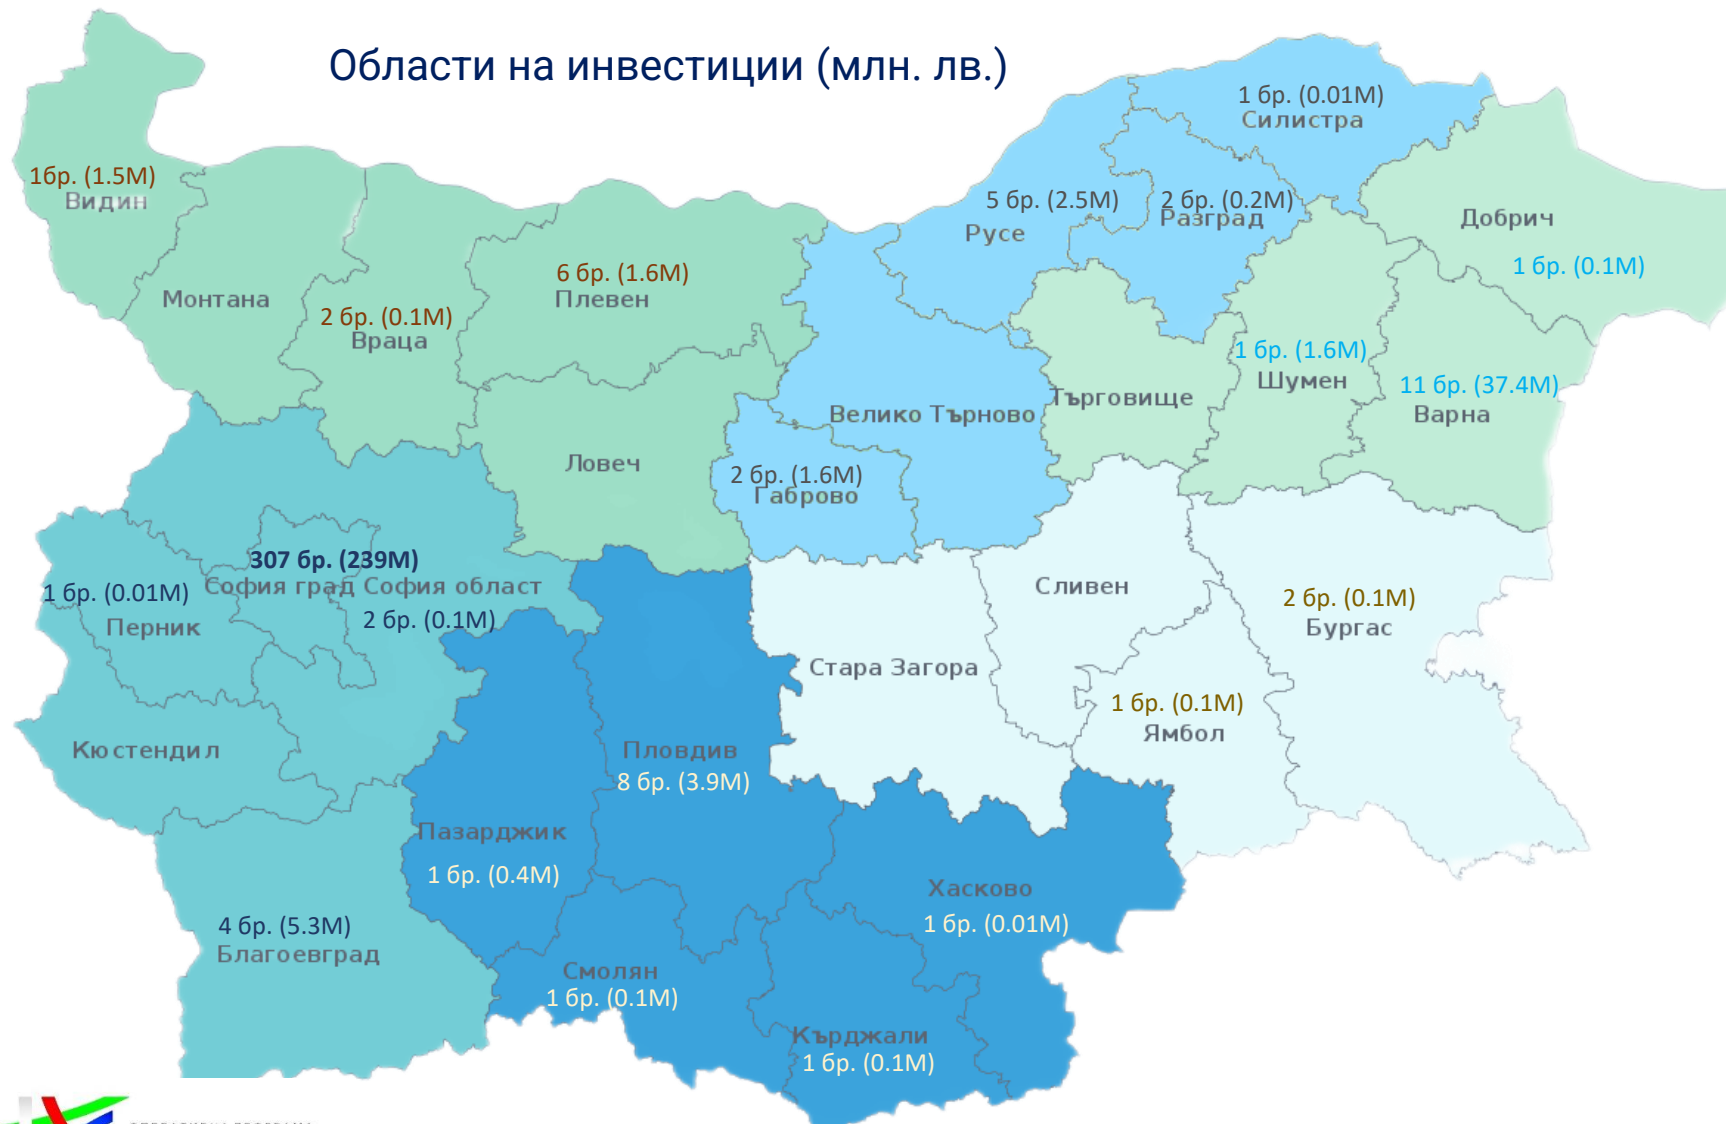 Области на инвестиции (млн. лв.)
1 бр. (0.01M)
Силистра
1бр. (1.5M)
Видин
5 бр. (2.5M)
Русе
2 бр. (0.2M)
Разград
Добрич
1 бр. (0.1M)
Монтана
2 бр. (0.1M)
Враца
6 бр. (1.6M)
Плевен
1 бр. (1.6M)
Шумен
11 бр. (37.4M)
Варна
Търговище
Велико Търново
Ловеч
2 бр. (1.6M)
Габрово
307 бр. (239M)
София град София област
2 бр. (0.1M)
1 бр. (0.01M)
Перник
Сливен
2 бр. (0.1M)
Бургас
Стара Загора
1 бр. (0.1M)
Ямбол
Кюстендил
Пловдив
8 бр. (3.9M)
Пазарджик
1 бр. (0.4M)
Хасково
1 бр. (0.01M)
4 бр. (5.3M)
Благоевград
Смолян
1 бр. (0.1M)
Кърджали
1 бр. (0.1M)